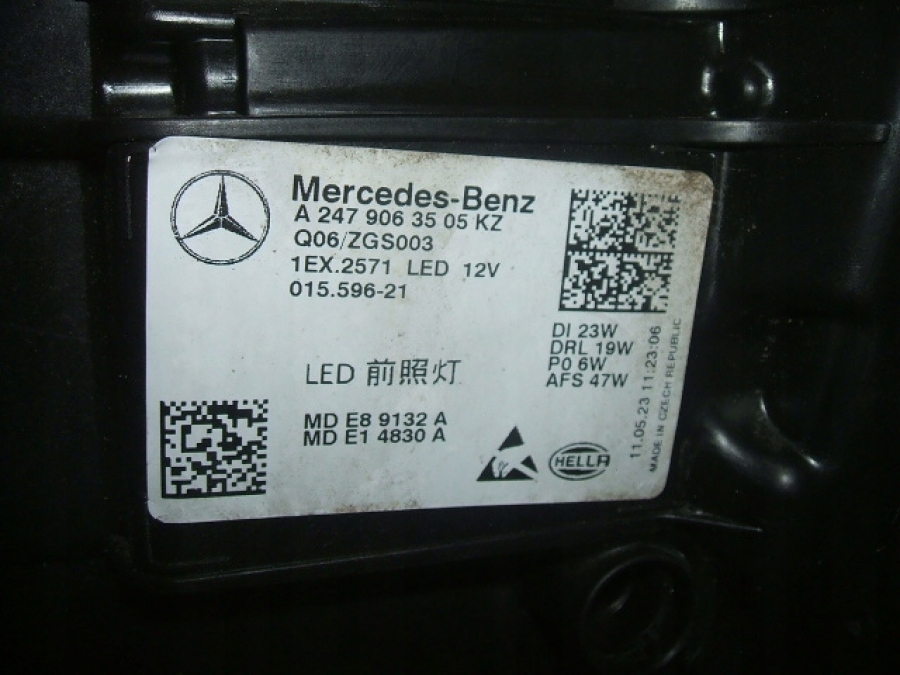 Mercedes-Benz
A 247 906 35 05 KZ
Q06/ZGS003
1EX.2571 LED 12V
015.596-21
DI 23W
DRL 19W
P0 6W
AFS 47W
LED 前照灯
MD E8 9132 A
MD E1 4830 A
HELLA
11.05.23 11:23:06
MADE IN CZECH REPUBLIC